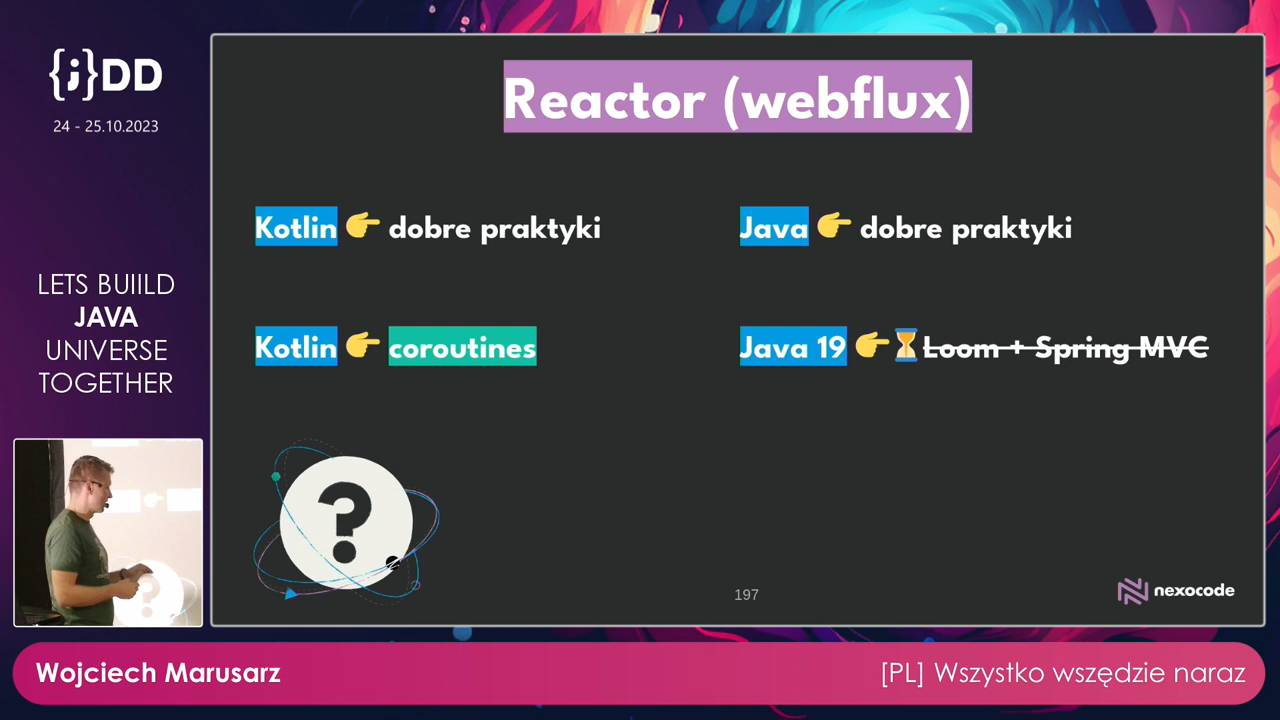 {j}DD
24 - 25.10.2023
LETS BUIILD
JAVA
UNIVERSE
TOGETHER
Reactor (webflux)
Kotlin 👉 dobre praktyki
Java 👉 dobre praktyki
Kotlin 👉 coroutines
Java 19 👉⏳Loom + Spring MVC
?
197
nexocode
Wojciech Marusarz
[PL] Wszystko wszędzie naraz